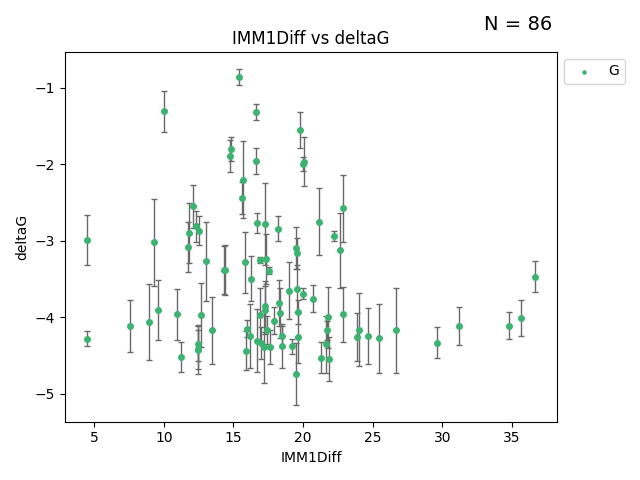 N = 86
IMM1Diff vs deltaG
G
−1
−2
−3
−4
−5
deltaG
5 10 15 20 25 30 35
IMM1Diff